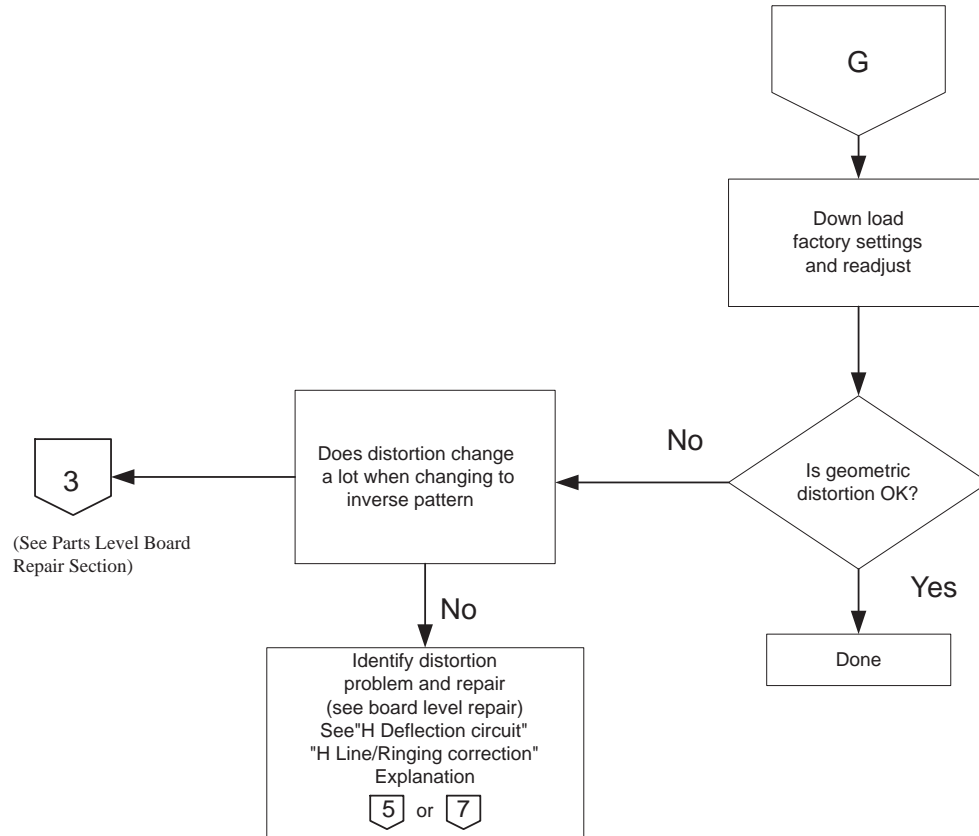 G
Down load
factory settings
and readjust
Is geometric
distortion OK?
No
Yes
Done
Does distortion change
a lot when changing to
inverse pattern
3
(See Parts Level Board
Repair Section)
No
Identify distortion
problem and repair
(see board level repair)
See"H Deflection circuit"
"H Line/Ringing correction"
Explanation
5 or 7